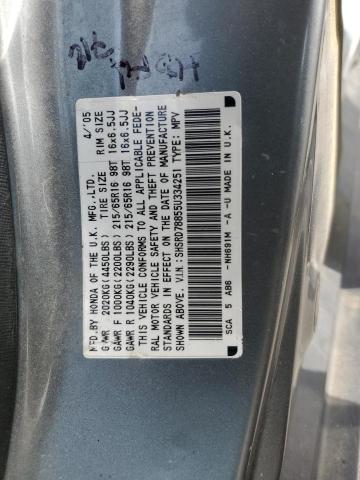 MFD.BY HONDA OF THE U.K. MFG.,LTD. 4/'05
GVWR 2020KG(4450LBS) TIRE SIZE RIM SIZE
GAWR F 1000KG(2200LBS) 215/65R16 98T 16x6.5JJ
GAWR R 1040KG(2290LBS) 215/65R16 98T 16x6.5JJ
THIS VEHICLE CONFORMS TO ALL APPLICABLE FEDE-
RAL MOTOR VEHICLE SAFETY AND THEFT PREVENTION
STANDARDS IN EFFECT ON THE DATE OF MANUFACTURE
SHOWN ABOVE. V.I.N.: SHSRD78855U334251 TYPE: MPV
SCA 5 AB6 -NH691M -A -U MADE IN U.K.